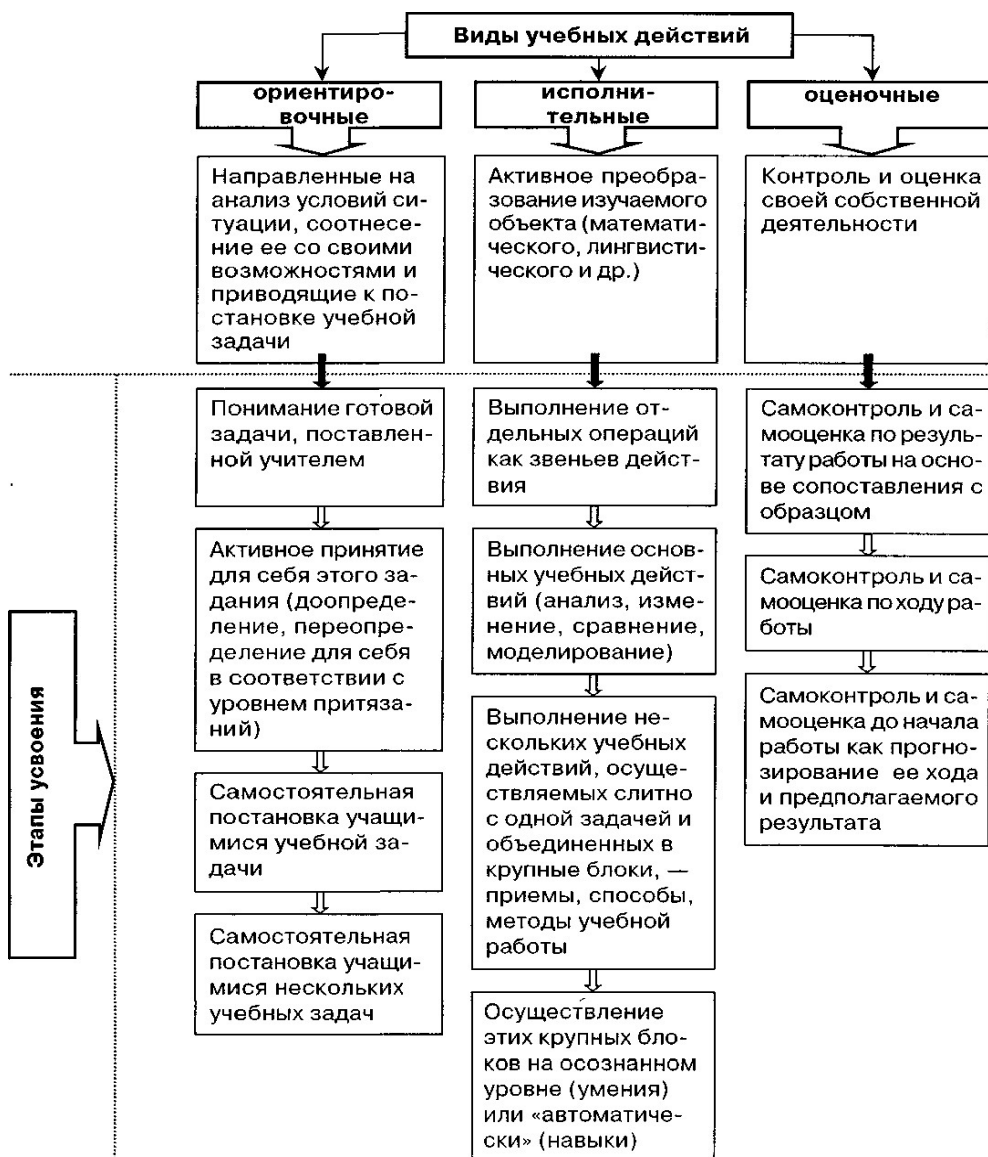 Виды учебных действий
ориентиро-
вочные
исполни-
тельные
оценочные
Направленные на
анализ условий си-
туации, соотнесе-
ние ее со своими
возможностями и
приводящие к по-
становке учебной
задачи
Активное преобра-
зование изучаемого
объекта (математи-
ческого, лингвисти-
ческого и др.)
Контроль и оценка
своей собственной
деятельности
Этапы усвоения
Понимание готовой
задачи, поставлен-
ной учителем
Активное принятие
для себя этого за-
дания (доопреде-
ление, переопре-
деление для себя
в соответствии с
уровнем притяза-
ний)
Самостоятельная
постановка учащи-
мися учебной за-
дачи
Самостоятельная
постановка учащи-
мися нескольких
учебных задач
Выполнение от-
дельных операций
как звеньев дейст-
вия
Выполнение основ-
ных учебных дейст-
вий (анализ, изме-
нение, сравнение,
моделирование)
Выполнение не-
скольких учебных
действий, осуще-
ствляемых слитно
с одной задачей и
объединенных в
крупные блоки, —
приемы, способы,
методы учебной
работы
Осуществление
этих крупных бло-
ков на осознанном
уровне (умения)
или «автоматиче-
ски» (навыки)
Самоконтроль и са-
мооценка по резуль-
тату работы на осно-
ве сопоставления с
образцом
Самоконтроль и са-
мооценка по ходу ра-
боты
Самоконтроль и са-
мооценка до начала
работы как прогно-
зирование ее хода
и предполагаемого
результата